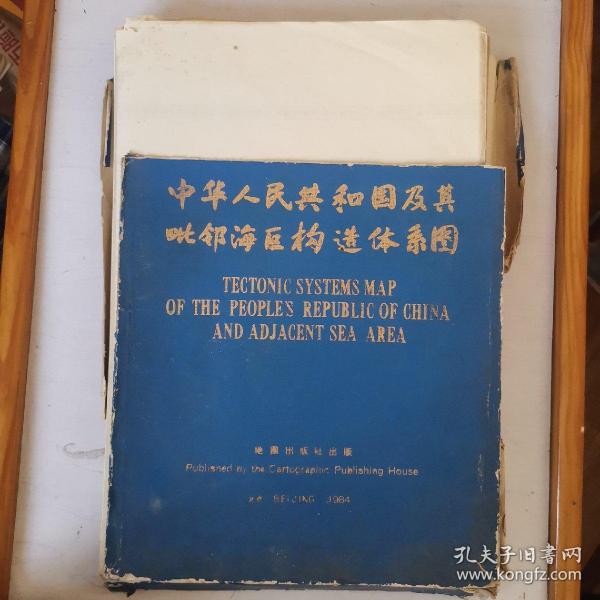 中华人民共和国及其
毗邻海区构造体系图
TECTONIC SYSTEMS MAP
OF THE PEOPLE'S REPUBLIC OF CHINA
AND ADJACENT SEA AREA
地圖出版社出版
Published by the Cartographic Publishing House
BEIJING 1984
孔夫子旧书网
www.kongfz.com